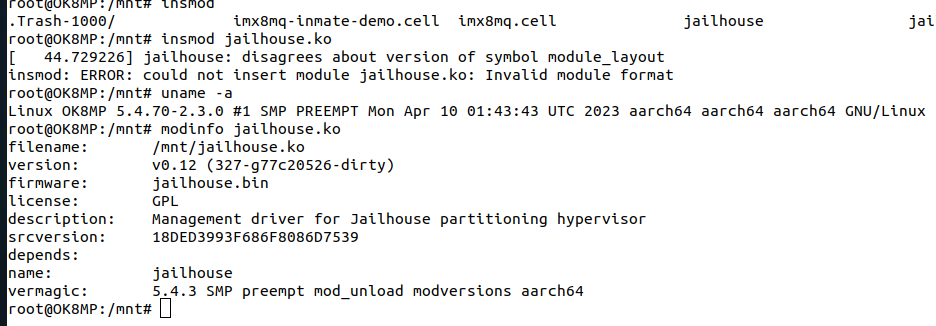 root@OK8MP:/mnt# insmod
.Trash-1000/ imx8mq-inmate-demo.cell imx8mq.cell jailhouse jai
root@OK8MP:/mnt# insmod jailhouse.ko
[   44.729226] jailhouse: disagrees about version of symbol module_layout
insmod: ERROR: could not insert module jailhouse.ko: Invalid module format
root@OK8MP:/mnt# uname -a
Linux OK8MP 5.4.70-2.3.0 #1 SMP PREEMPT Mon Apr 10 01:43:43 UTC 2023 aarch64 aarch64 aarch64 GNU/Linux
root@OK8MP:/mnt# modinfo jailhouse.ko
filename:       /mnt/jailhouse.ko
version:        v0.12 (327-g77c20526-dirty)
firmware:       jailhouse.bin
license:        GPL
description:    Management driver for Jailhouse partitioning hypervisor
srcversion:     18DED3993F686F8086D7539
depends:
name:           jailhouse
vermagic:       5.4.3 SMP preempt mod_unload modversions aarch64
root@OK8MP:/mnt#